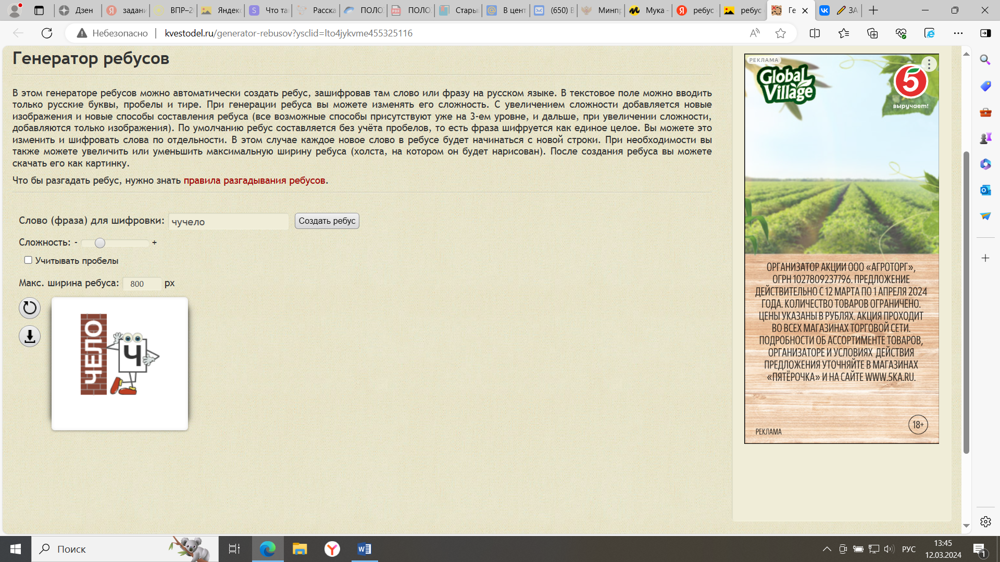 Дзен
задани
ВПР–20
Яндекс
Что так
Расска
ПОЛОЖ
ПОЛОЖ
Стары
В цент
(650) В
Минпр
Мука -
ребус
ребус
Ге
ЗА
Небезопасно
kvestodel.ru/generator-rebusov?ysclid=lto4jykvme455325116
Генератор ребусов
В этом генераторе ребусов можно автоматически создать ребус, зашифровав там слово или фразу на русском языке. В текстовое поле можно вводить
только русские буквы, пробелы и тире. При генерации ребуса вы можете изменять его сложность. С увеличением сложности добавляется новые
изображения и новые способы составления ребуса (все возможные способы присутствуют уже на 3-ем уровне, и дальше, при увеличении сложности,
добавляются только изображения). По умолчанию ребус составляется без учёта пробелов, то есть фраза шифруется как единое целое. Вы можете это
изменить и шифровать слова по отдельности. В этом случае каждое новое слово в ребусе будет начинаться с новой строки. При необходимости вы
также можете увеличить или уменьшить максимальную ширину ребуса (холста, на котором он будет нарисован). После создания ребуса вы можете
скачать его как картинку.
Что бы разгадать ребус, нужно знать правила разгадывания ребусов.
Слово (фраза) для шифровки: чучело Создать ребус
Сложность: - +
Учитывать пробелы
Макс. ширина ребуса: 800 px
ЧЕЛО
Ч
РЕКЛАМА
Global
Village
5
выручает!
ОРГАНИЗАТОР АКЦИИ ООО «АГРОТОРГ»,
ОГРН 1027809237796. ПРЕДЛОЖЕНИЕ
ДЕЙСТВИТЕЛЬНО С 12 МАРТА ПО 1 АПРЕЛЯ 2024
ГОДА. КОЛИЧЕСТВО ТОВАРОВ ОГРАНИЧЕНО.
ЦЕНЫ УКАЗАНЫ В РУБЛЯХ. АКЦИЯ ПРОХОДИТ
ВО ВСЕХ МАГАЗИНАХ ТОРГОВОЙ СЕТИ.
ПОДРОБНОСТИ ОБ АССОРТИМЕНТЕ ТОВАРОВ,
ОРГАНИЗАТОРЕ И УСЛОВИЯХ ДЕЙСТВИЯ
ПРЕДЛОЖЕНИЯ УТОЧНЯЙТЕ В МАГАЗИНАХ
«ПЯТЁРОЧКА» И НА САЙТЕ WWW.5KA.RU.
18+
РЕКЛАМА
Поиск
РУС
13:45
12.03.2024
1